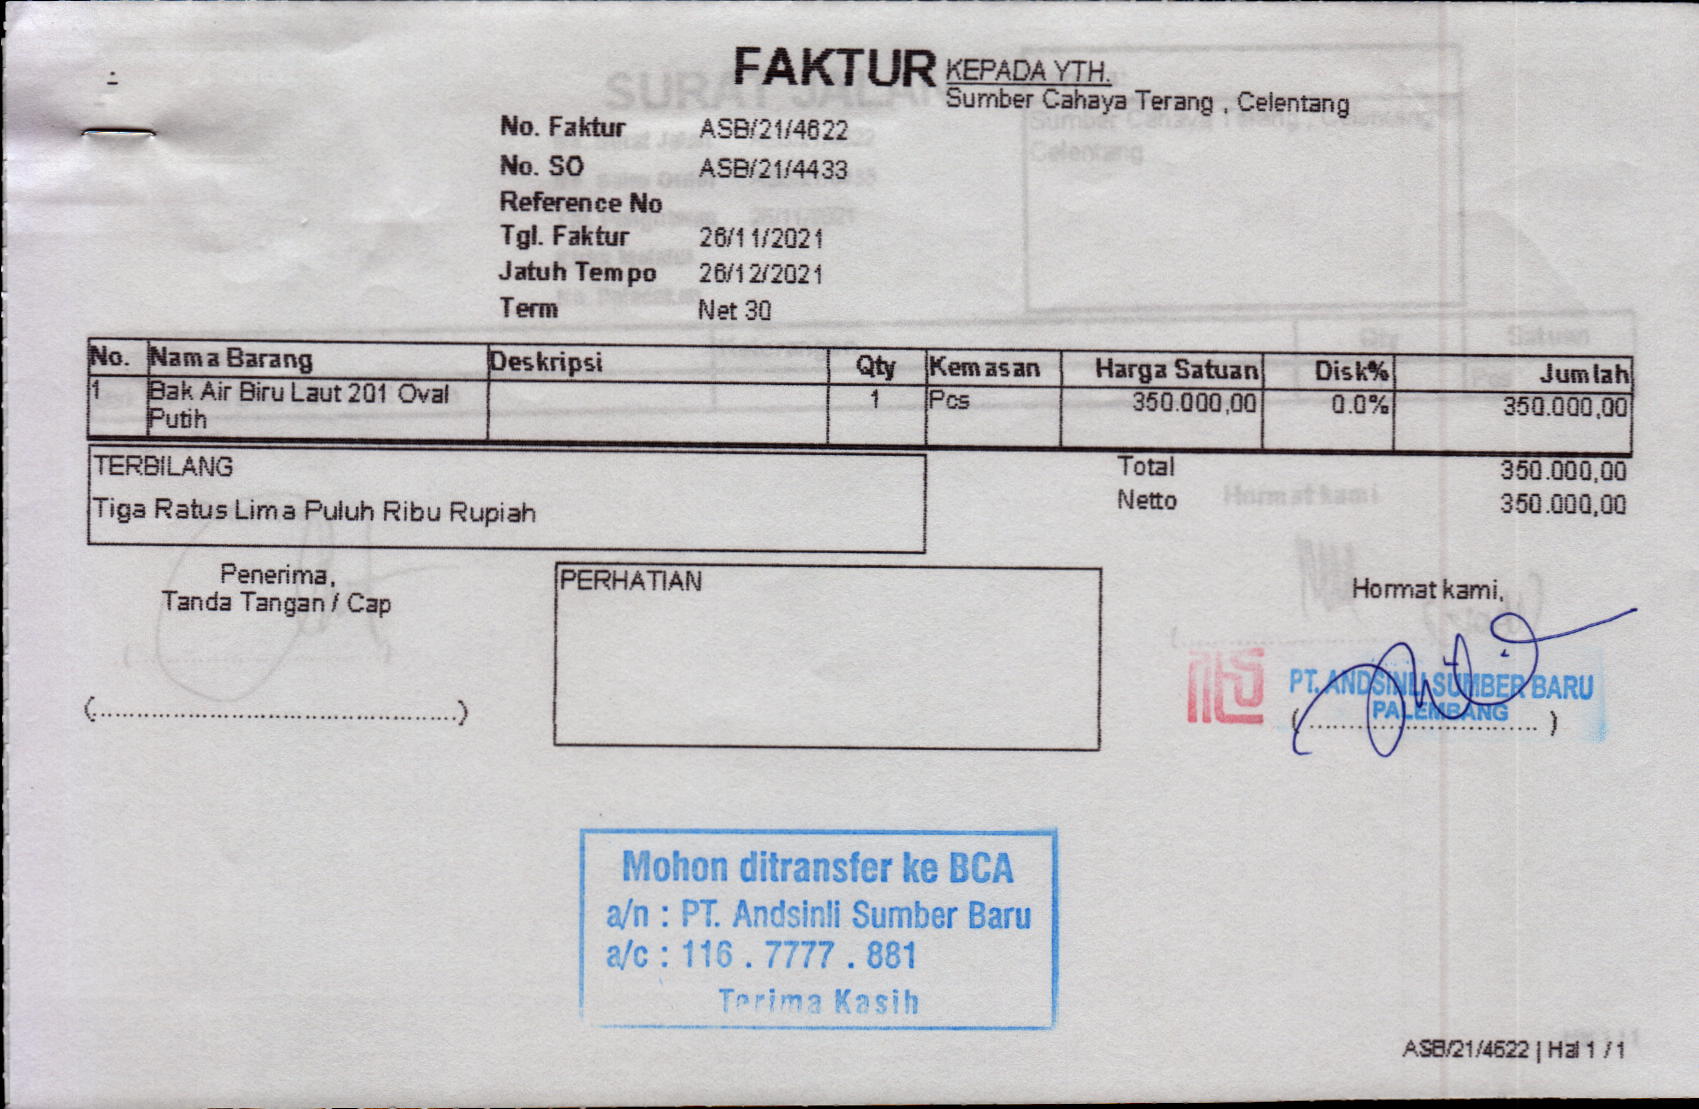 FAKTUR
KEPADA YTH.
Sumber Cahaya Terang , Celentang
No. Faktur ASB/21/4622
No. SO ASB/21/4433
Reference No
Tgl. Faktur 26/11/2021
Jatuh Tempo 26/12/2021
Term Net 30
No. Nama Barang Deskripsi Qty Kemasan Harga Satuan Disk% Jumlah
1 Bak Air Biru Laut 201 Oval 1 Pcs 350.000,00 0.0% 350.000,00
Putih
TERBILANG
Tiga Ratus Lima Puluh Ribu Rupiah
Total 350.000,00
Netto 350.000,00
Penerima,
Tanda Tangan / Cap
(............................................)
PERHATIAN
Hormat kami,
PT. ANDSINLI SUMBER BARU
PALEMBANG
(............................)
Mohon ditransfer ke BCA
a/n : PT. Andsinli Sumber Baru
a/c : 116 . 7777 . 881
Terima Kasih
ASB/21/4622 | Hal 1 / 1